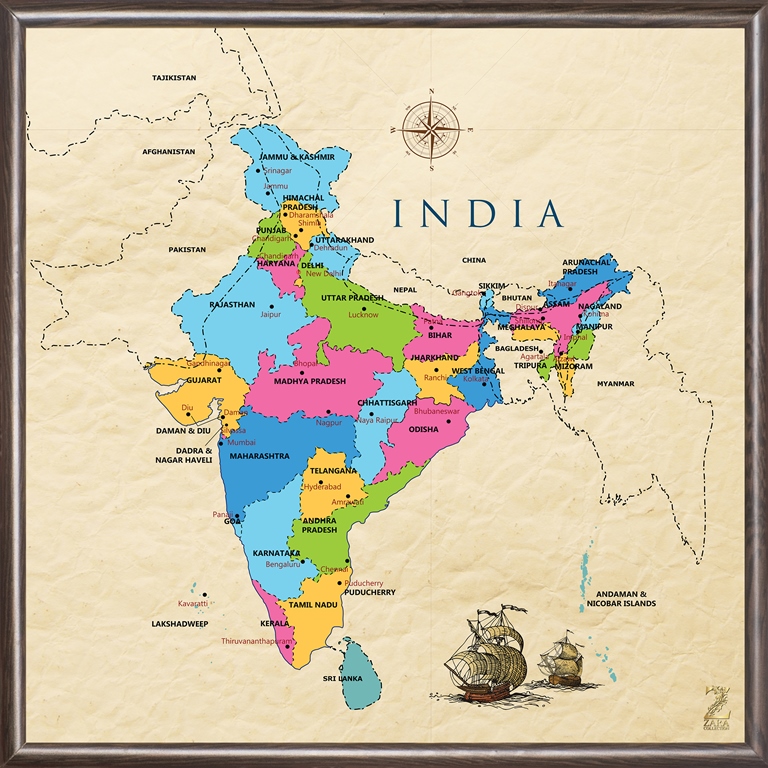 TAJIKISTAN
AFGHANISTAN
N
W
E
S
JAMMU & KASHMIR
Srinagar
Jammu
HIMACHAL
PRADESH
Dharamshala
Shimla
INDIA
PUNJAB
Chandigarh
UTTARAKHAND
Dehradun
PAKISTAN
Chandigarh
HARYANA
DELHI
New Delhi
CHINA
ARUNACHAL
PRADESH
Itanagar
NEPAL
SIKKIM
Gangtok
BHUTAN
RAJASTHAN
Jaipur
UTTAR PRADESH
Lucknow
ASSAM
NAGALAND
Kohima
MEGHALAYA
MANIPUR
Imphal
BIHAR
BAGLADESH
Agartala
TRIPURA
MIZORAM
JHARKHAND
Ranchi
WEST BENGAL
Kolkata
MYANMAR
Gandhinagar
GUJARAT
Bhopal
MADHYA PRADESH
Diu
Daman
DAMAN & DIU
CHHATTISGARH
Naya Raipur
Bhubaneswar
ODISHA
Nagpur
Mumbai
DADRA &
NAGAR HAVELI
MAHARASHTRA
TELANGANA
Hyderabad
Amravati
GOA
ANDHRA
PRADESH
KARNATAKA
Bengaluru
Chennai
Puducherry
PUDUCHERRY
Kavaratti
LAKSHADWEEP
TAMIL NADU
KERALA
Thiruvananthapuram
ANDAMAN &
NICOBAR ISLANDS
SRI LANKA
Z
ZARA
COLLECTION